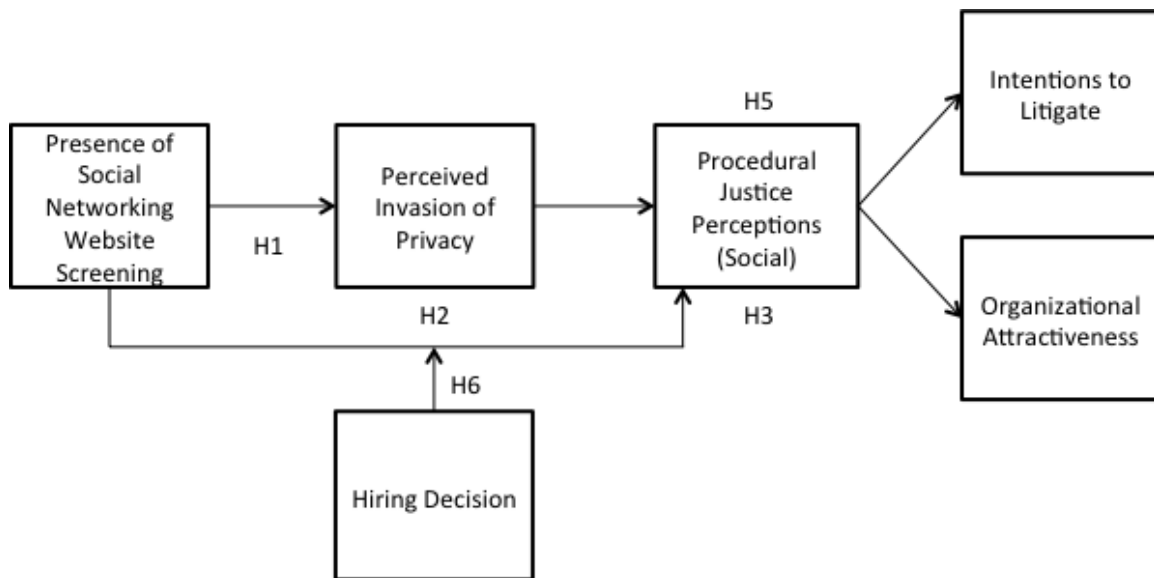 Presence of
Social
Networking
Website
Screening
H1
Perceived
Invasion of
Privacy
H2
H5
Procedural
Justice
Perceptions
(Social)
H3
Intentions to
Litigate
Organizational
Attractiveness
H6
Hiring Decision